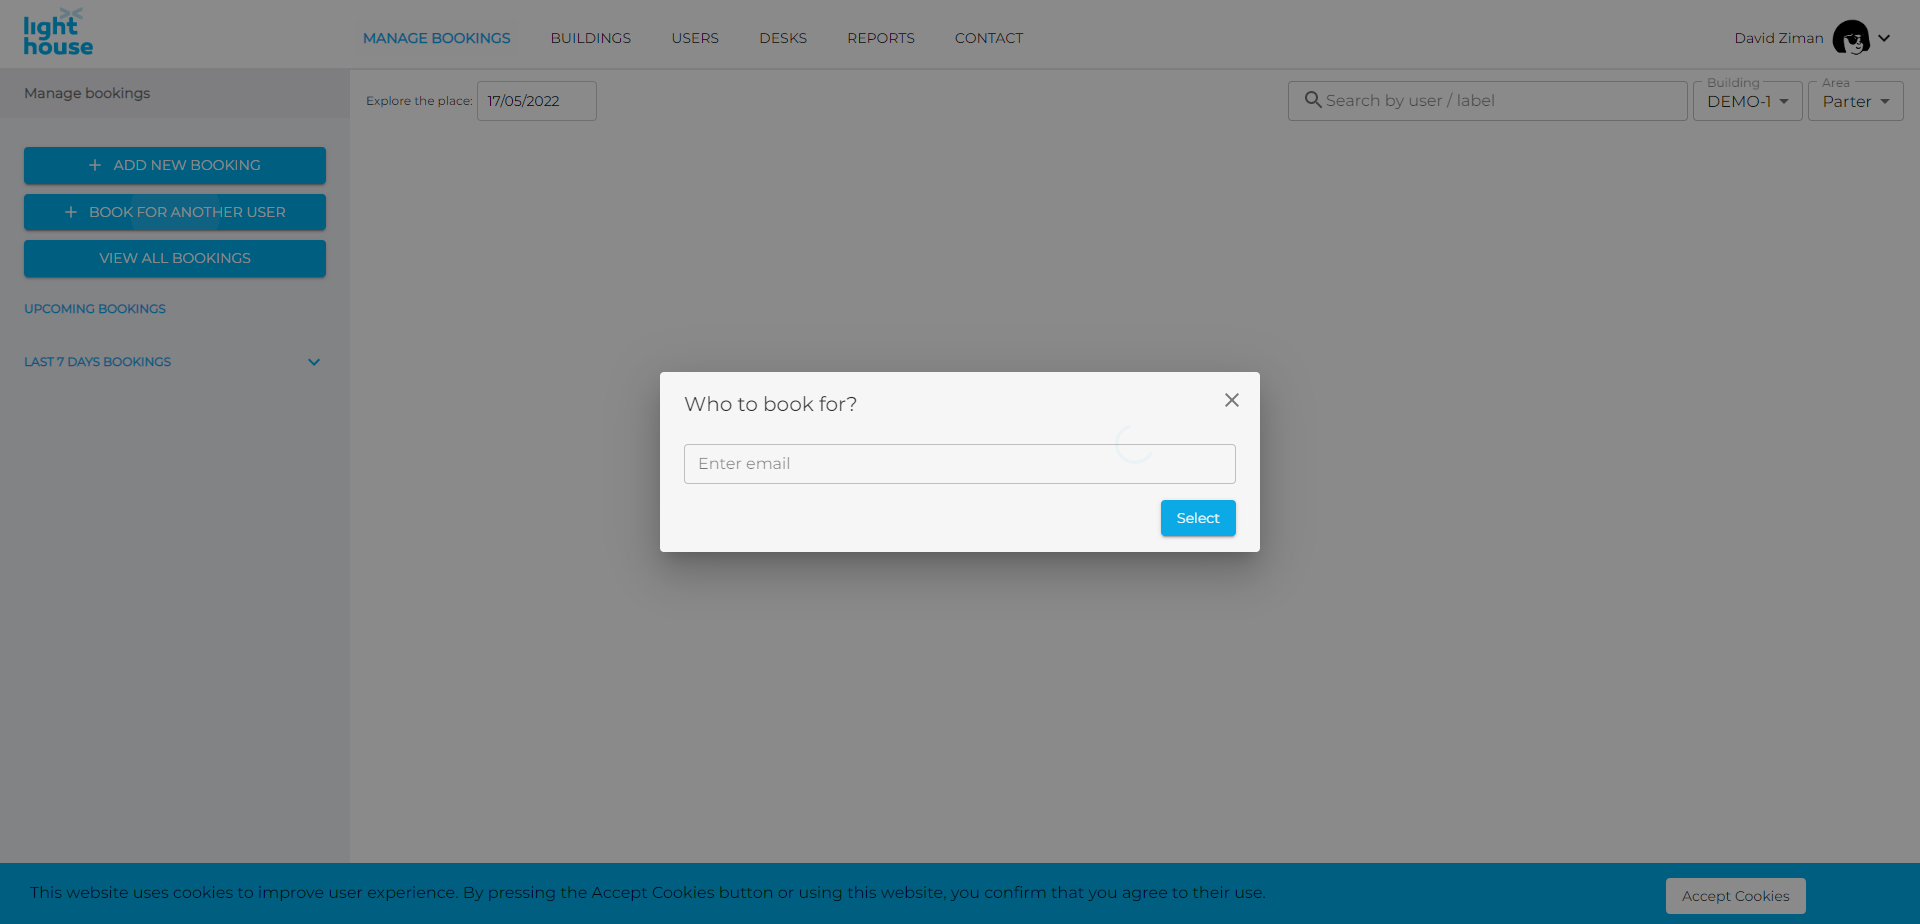 light
house
MANAGE BOOKINGS
BUILDINGS
USERS
DESKS
REPORTS
CONTACT
David Ziman
Manage bookings
Explore the place:
17/05/2022
Search by user / label
Building
DEMO-1
Area
Parter
+ ADD NEW BOOKING
+ BOOK FOR ANOTHER USER
VIEW ALL BOOKINGS
UPCOMING BOOKINGS
LAST 7 DAYS BOOKINGS
Who to book for?
Enter email
Select
This website uses cookies to improve user experience. By pressing the Accept Cookies button or using this website, you confirm that you agree to their use.
Accept Cookies